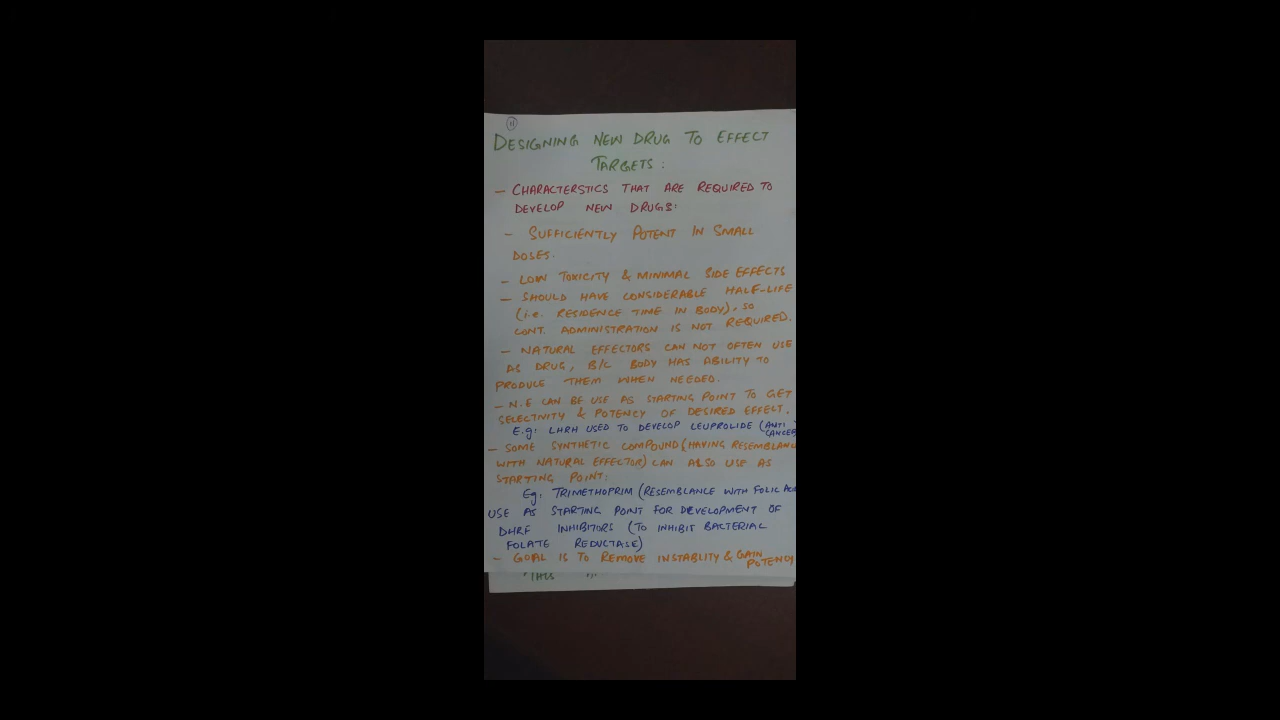 11
DESIGNING NEW DRUG TO EFFECT
TARGETS:
- CHARACTERSTICS THAT ARE REQUIRED TO
DEVELOP NEW DRUGS:
- SUFFICIENTLY POTENT IN SMALL
DOSES.
- LOW TOXICITY & MINIMAL SIDE EFFECTS
- SHOULD HAVE CONSIDERABLE HALF-LIFE
(i.e. RESIDENCE TIME IN BODY), SO
CONT. ADMINISTRATION IS NOT REQUIRED.
- NATURAL EFFECTORS CAN NOT OFTEN USE
AS DRUG, B/C BODY HAS ABILITY TO
PRODUCE THEM WHEN NEEDED.
- N.E CAN BE USE AS STARTING POINT TO GET
SELECTIVITY & POTENCY OF DESIRED EFFECT.
E.g: LHRH USED TO DEVELOP LEUPROLIDE (ANTI
CANCER
- SOME SYNTHETIC COMPOUND (HAVING RESEMBLAN
WITH NATURAL EFFECTOR) CAN ALSO USE AS
STARTING POINT:
Eg: TRIMETHOPRIM (RESEMBLANCE WITH FOLIC ACI
USE AS STARTING POINT FOR DEVELOPMENT OF
DHRF INHIBITORS (TO INHIBIT BACTERIAL
FOLATE REDUCTASE)
- GOAL IS TO REMOVE INSTABLITY & GAIN
POTENCY